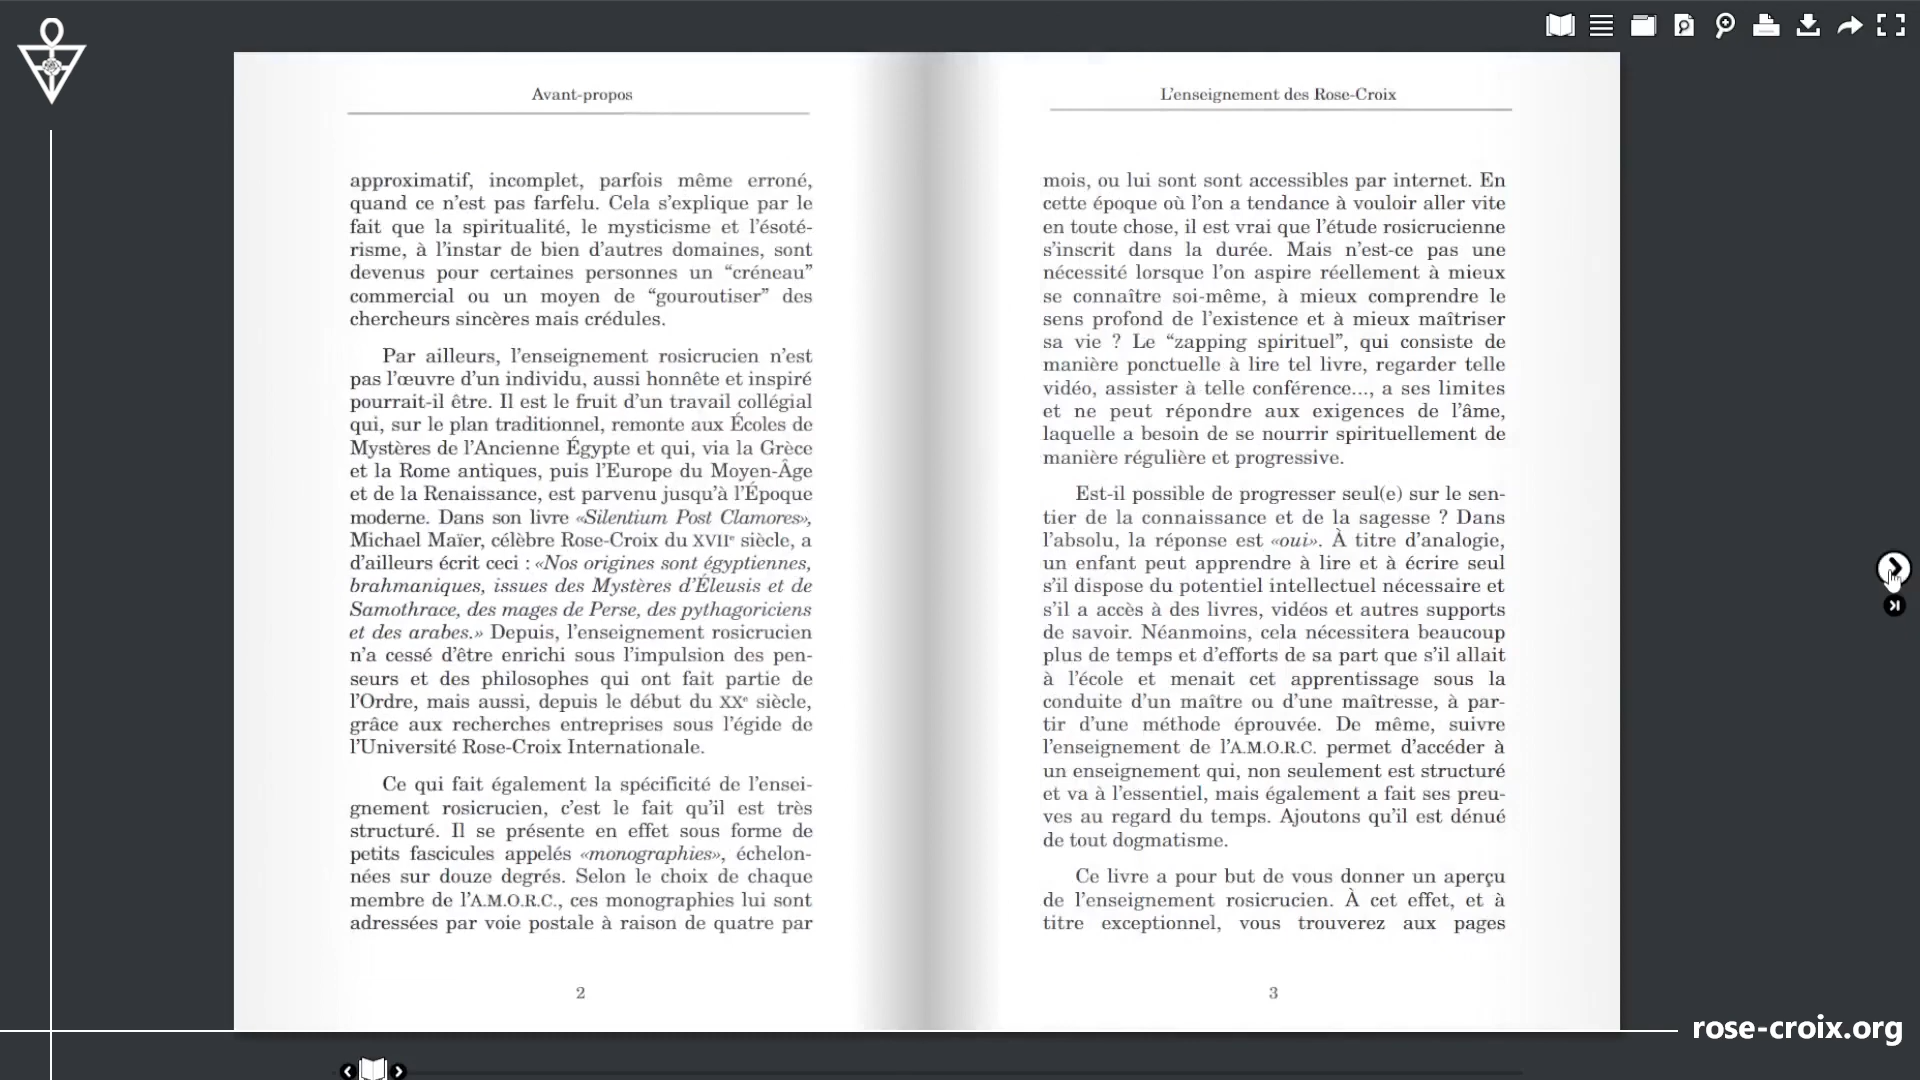 Avant-propos
approximatif, incomplet, parfois même erroné,
quand ce n'est pas farfelu. Cela s'explique par le
fait que la spiritualité, le mysticisme et l'ésoté-
risme, à l'instar de bien d'autres domaines, sont
devenus pour certaines personnes un “créneau”
commercial ou un moyen de “gouroutiser” des
chercheurs sincères mais crédules.
Par ailleurs, l'enseignement rosicrucien n'est
pas l'œuvre d'un individu, aussi honnête et inspiré
pourrait-il être. Il est le fruit d'un travail collégial
qui, sur le plan traditionnel, remonte aux Écoles de
Mystères de l'Ancienne Égypte et qui, via la Grèce
et la Rome antiques, puis l'Europe du Moyen-Âge
et de la Renaissance, est parvenu jusqu'à l'Époque
moderne. Dans son livre «Silentium Post Clamores»,
Michael Maïer, célèbre Rose-Croix du XVIIe siècle, a
d'ailleurs écrit ceci : «Nos origines sont égyptiennes,
brahmaniques, issues des Mystères d'Éleusis et de
Samothrace, des mages de Perse, des pythagoriciens
et des arabes.» Depuis, l'enseignement rosicrucien
n'a cessé d'être enrichi sous l'impulsion des pen-
seurs et des philosophes qui ont fait partie de
l'Ordre, mais aussi, depuis le début du XXe siècle,
grâce aux recherches entreprises sous l'égide de
l'Université Rose-Croix Internationale.
Ce qui fait également la spécificité de l'ensei-
gnement rosicrucien, c'est le fait qu'il est très
structuré. Il se présente en effet sous forme de
petits fascicules appelés «monographies», échelon-
nées sur douze degrés. Selon le choix de chaque
membre de l'A.M.O.R.C., ces monographies lui sont
adressées par voie postale à raison de quatre par
2
L'enseignement des Rose-Croix
mois, ou lui sont sont accessibles par internet. En
cette époque où l'on a tendance à vouloir aller vite
en toute chose, il est vrai que l'étude rosicrucienne
s'inscrit dans la durée. Mais n'est-ce pas une
nécessité lorsque l'on aspire réellement à mieux
se connaître soi-même, à mieux comprendre le
sens profond de l'existence et à mieux maîtriser
sa vie ? Le “zapping spirituel”, qui consiste de
manière ponctuelle à lire tel livre, regarder telle
vidéo, assister à telle conférence..., a ses limites
et ne peut répondre aux exigences de l'âme,
laquelle a besoin de se nourrir spirituellement de
manière régulière et progressive.
Est-il possible de progresser seul(e) sur le sen-
tier de la connaissance et de la sagesse ? Dans
l'absolu, la réponse est «oui». À titre d'analogie,
un enfant peut apprendre à lire et à écrire seul
s'il dispose du potentiel intellectuel nécessaire et
s'il a accès à des livres, vidéos et autres supports
de savoir. Néanmoins, cela nécessitera beaucoup
plus de temps et d'efforts de sa part que s'il allait
à l'école et menait cet apprentissage sous la
conduite d'un maître ou d'une maîtresse, à par-
tir d'une méthode éprouvée. De même, suivre
l'enseignement de l'A.M.O.R.C. permet d'accéder à
un enseignement qui, non seulement est structuré
et va à l'essentiel, mais également a fait ses preu-
ves au regard du temps. Ajoutons qu'il est dénué
de tout dogmatisme.
Ce livre a pour but de vous donner un aperçu
de l'enseignement rosicrucien. À cet effet, et à
titre exceptionnel, vous trouverez aux pages
3
rose-croix.org